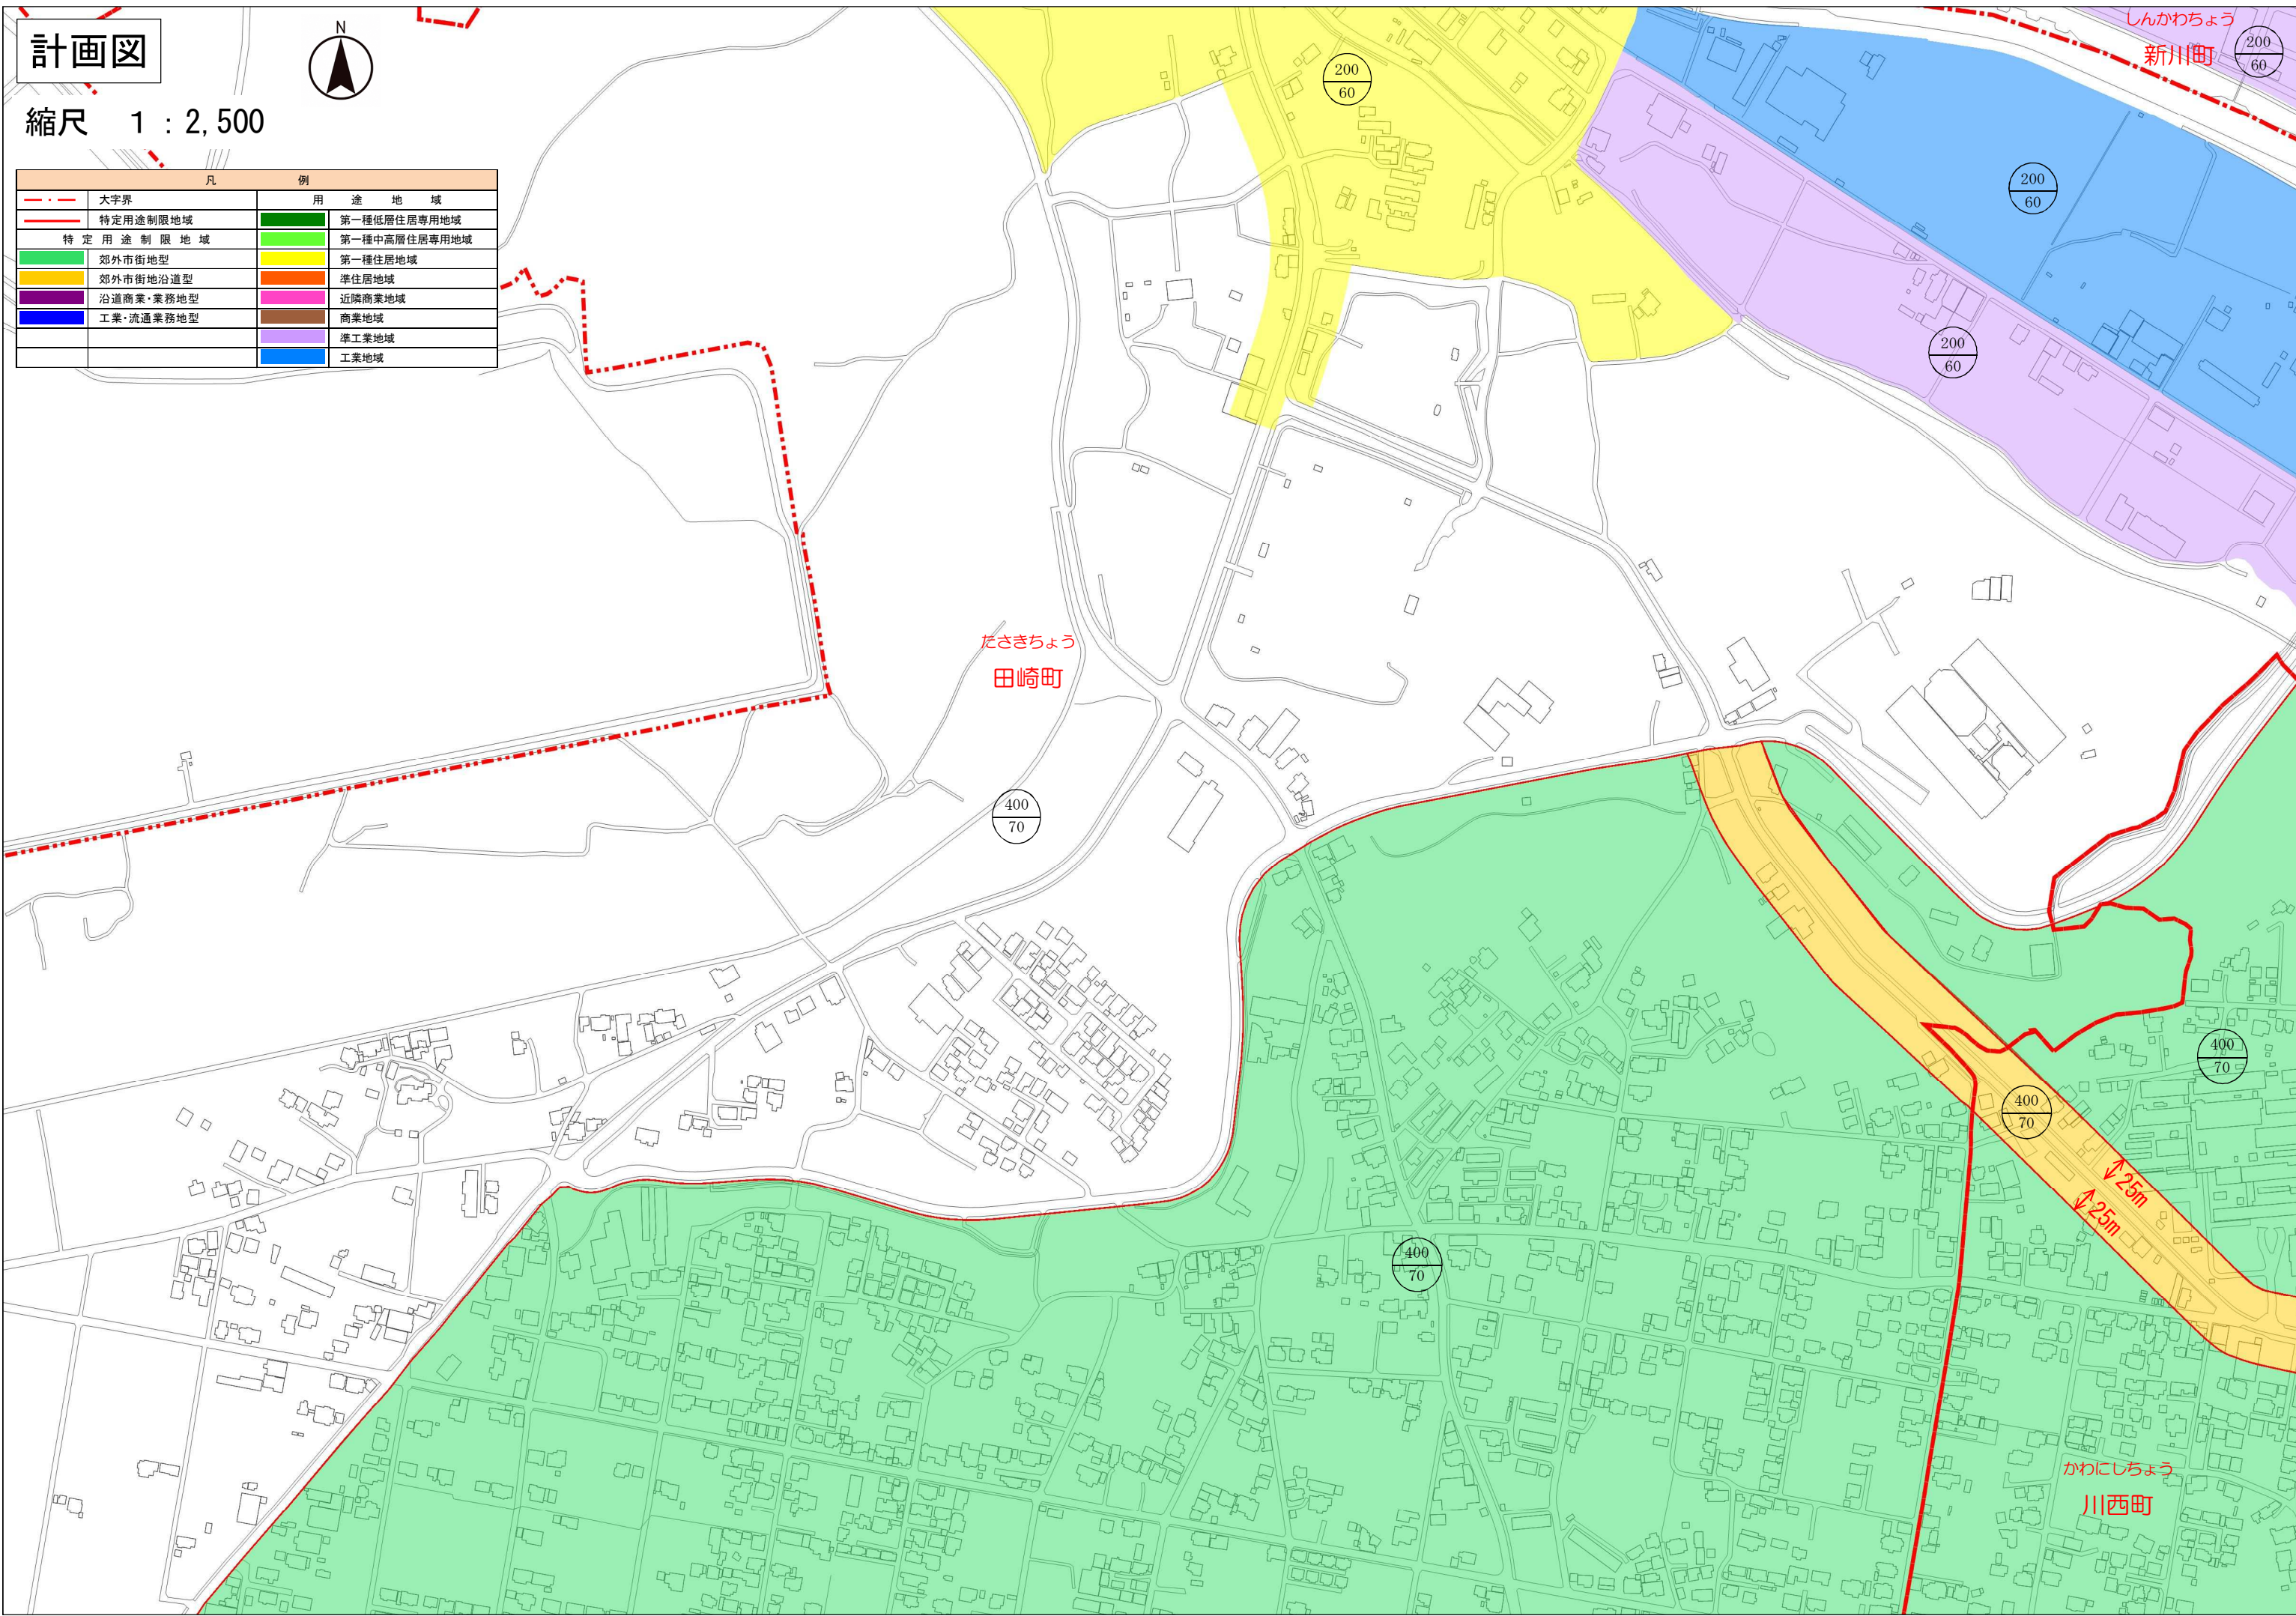 計画図
N
縮尺 1：2,500
凡 例
大字界
用 途 地 域
特定用途制限地域
第一種低層住居専用地域
特 定 用 途 制 限 地 域
第一種中高層住居専用地域
郊外市街地型
第一種住居地域
郊外市街地沿道型
準住居地域
沿道商業・業務地型
近隣商業地域
工業・流通業務地型
商業地域
準工業地域
工業地域
しんかわちょう
新川町
200
60
200
60
200
60
200
60
たさきちょう
田崎町
400
70
400
70
400
70
25m
25m
400
70
かわにしちょう
川西町